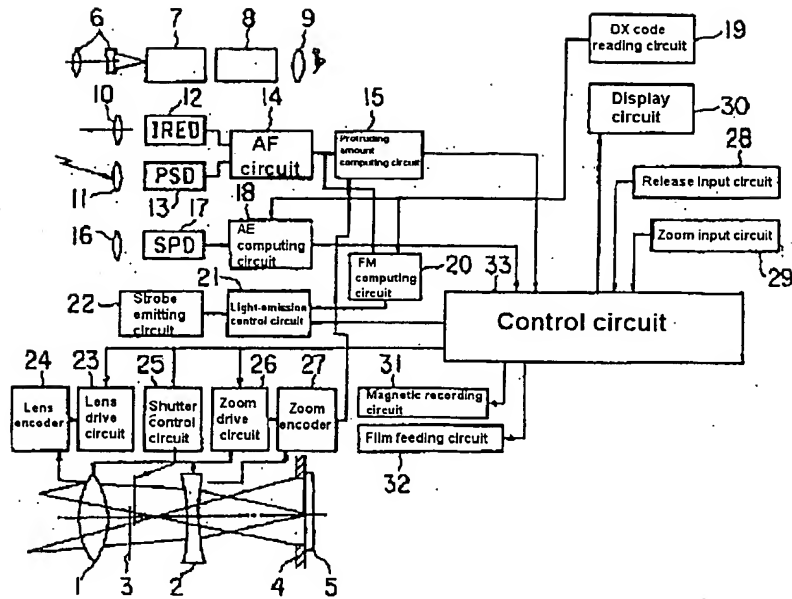 6
7
8
9
DX code
reading circuit
19
Display
circuit
30
10
12
14
15
IRED
AF
circuit
Protruding
amount
computing circuit
28
Release input circuit
11
PSD
13
17
18
16
SPD
AE
computing
circuit
Zoom input circuit
29
FM
computing
circuit
20
33
21
22
Strobe
emitting
circuit
Light-emission
control circuit
Control circuit
24
23
25
26
27
31
Lens
encoder
Lens
drive
circuit
Shutter
control
circuit
Zoom
drive
circuit
Zoom
encoder
Magnetic recording
circuit
Film feeding circuit
32
1
3
2
4
5